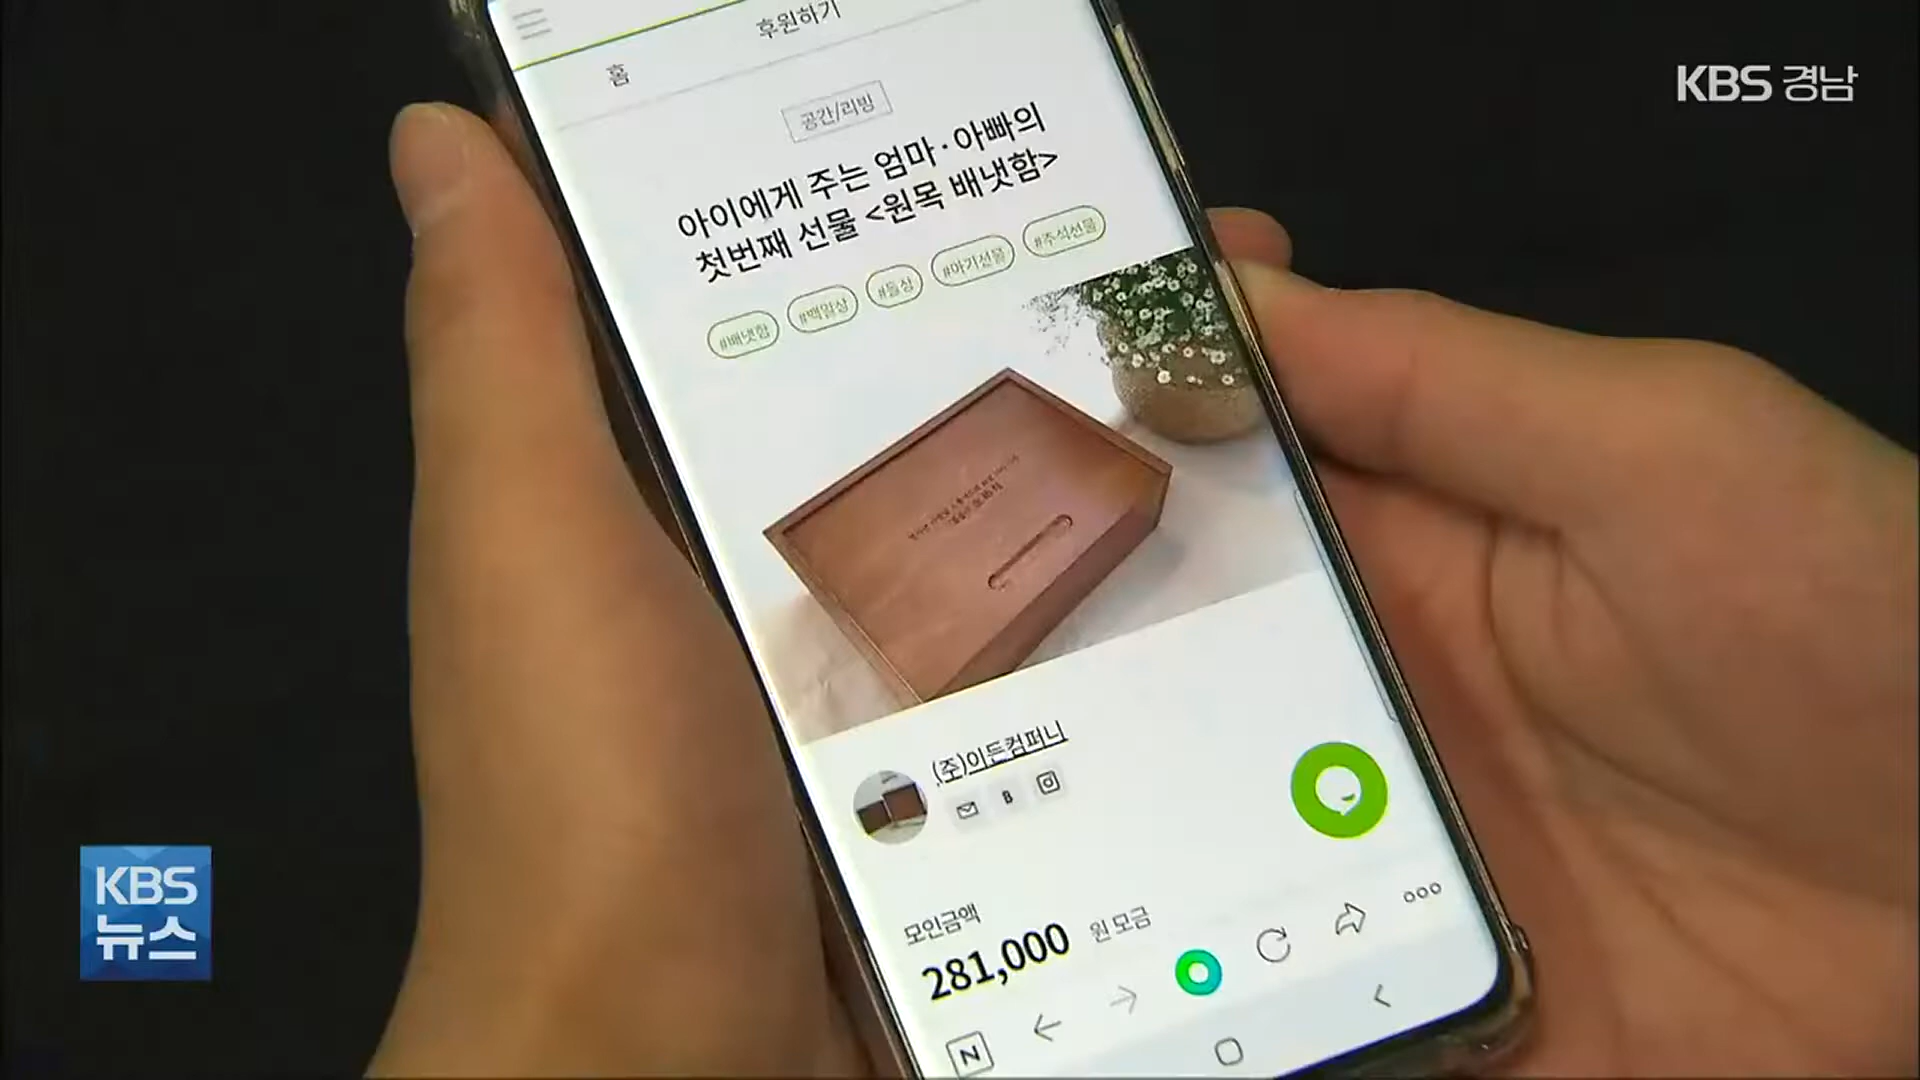 후원하기
홈
KBS 경남
공간/리빙
아이에게 주는 엄마·아빠의
첫번째 선물 <원목 배냇함>
#배냇함 #백일상 #돌상 #아기선물 #추석선물
(주)이든컴퍼니
B
모인금액
281,000 원 모금
N
KBS
뉴스